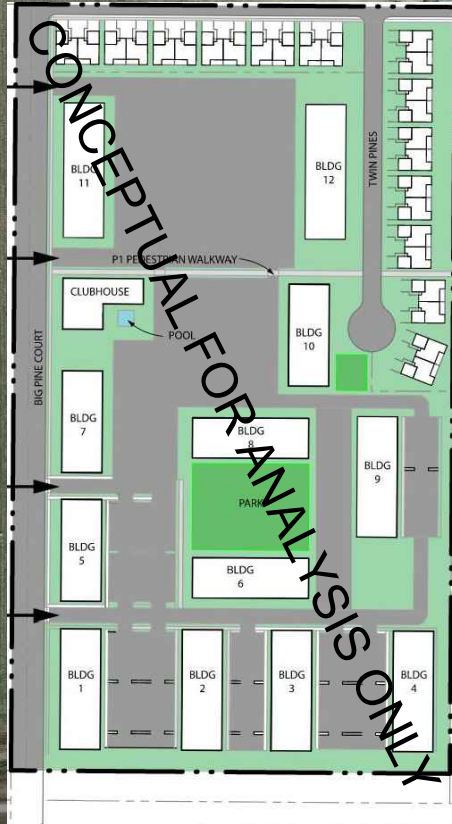 CONCEPTUAL FOR ANALYSIS ONLY
TWIN PINES
BLDG
11
BLDG
12
P1 PEDESTRIAN WALKWAY
CLUBHOUSE
POOL
BLDG
10
BIG PINE COURT
BLDG
7
BLDG
8
BLDG
9
PARK
BLDG
5
BLDG
6
BLDG
1
BLDG
2
BLDG
3
BLDG
4